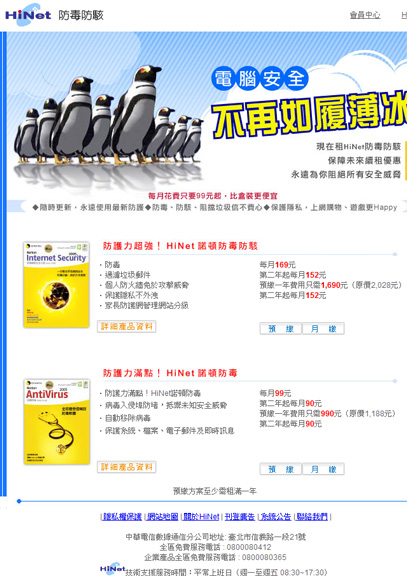 HiNet 防毒防駭
會員中心
電腦安全
不再如履薄冰
現在租HiNet防毒防駭
保障未來續租優惠
永遠為你阻絕所有安全威脅
每月花費只要99元起，比盒裝更便宜
◆隨時更新，永遠使用最新防護◆防毒、防駭、阻擋垃圾信不費心◆保護隱私，上網購物、遊戲更Happy
防護力超強！ HiNet 諾頓防毒防駭
Internet Security
‧防毒
每月169元
‧過濾垃圾郵件
第二年起每月152元
‧個人防火牆免於攻擊威脅
預繳一年費用只需1,690元（原價2,028元）
‧保護隱私不外洩
第二年起每月152元
‧家長防護網管理網站分級
詳細產品資料
預 繳
月 繳
防護力滿點！ HiNet 諾頓防毒
AntiVirus
2005
‧防護力滿點！HiNet諾頓防毒
每月99元
‧病毒入侵嚴防堵，抵禦未知安全威脅
第二年起每月90元
預繳一年費用只需990元（原價1,188元）
‧自動移除病毒
第二年起每月90元
‧保護系統、檔案、電子郵件及即時訊息
詳細產品資料
預 繳
月 繳
預繳方案至少需租滿一年
| 隱私權保護 | 網站地圖 | 關於HiNet | 刊登廣告 | 系統公告 | 聯絡我們 |
中華電信數據通信分公司地址: 臺北市信義路一段21號
全區免費服務電話 : 0800080412
企業產品全區免費服務電話 : 0800080365
HiNet 技術支援服務時間：平常上班日（週一至週五 08:30~17:30）